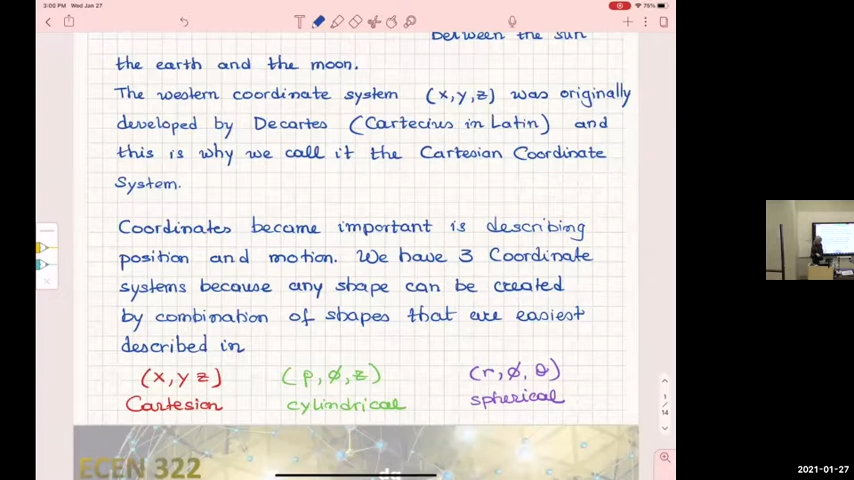 3:00 PM Wed Jan 27
75%
between the sun
the earth and the moon.
The western coordinate system (x,y,z) was originally
developed by Decartes (Cartecius in Latin) and
this is why we call it the Cartesian Coordinate
System.
Coordinates became important is describing
position and motion. We have 3 Coordinate
systems because any shape can be created
by combination of shapes that are easiest
described in
(x, y z) (ρ, ϕ, z) (r, ϕ, θ)
Cartesian cylindrical spherical
1
14
ECEN 322
2021-01-27